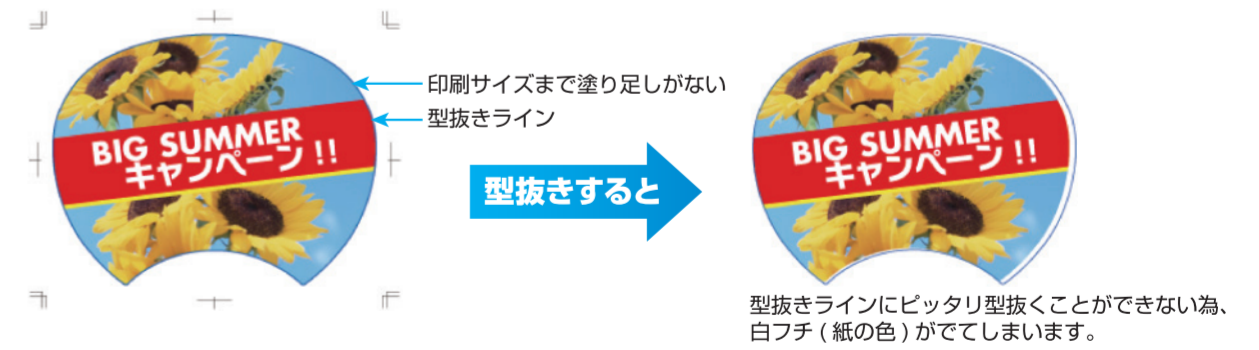 印刷サイズまで塗り足しがない
型抜きライン
BIG SUMMER
キャンペーン!!
型抜きすると
BIG SUMMER
キャンペーン!!
型抜きラインにピッタリ型抜くことができない為、
白フチ(紙の色)がでてしまいます。